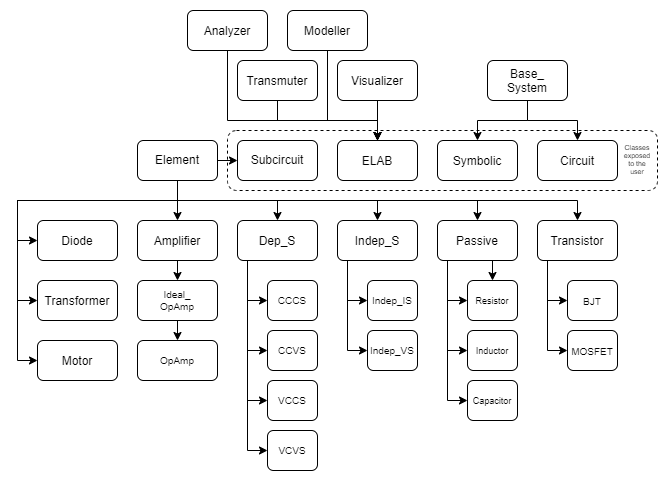 Analyzer
Modeller
Transmuter
Visualizer
Base_
System
Element
Subcircuit
ELAB
Symbolic
Circuit
Classes
exposed
to the
user
Diode
Amplifier
Dep_S
Indep_S
Passive
Transistor
Transformer
Ideal_
OpAmp
CCCS
Indep_IS
Resistor
BJT
Motor
OpAmp
CCVS
Indep_VS
Inductor
MOSFET
VCCS
Capacitor
VCVS